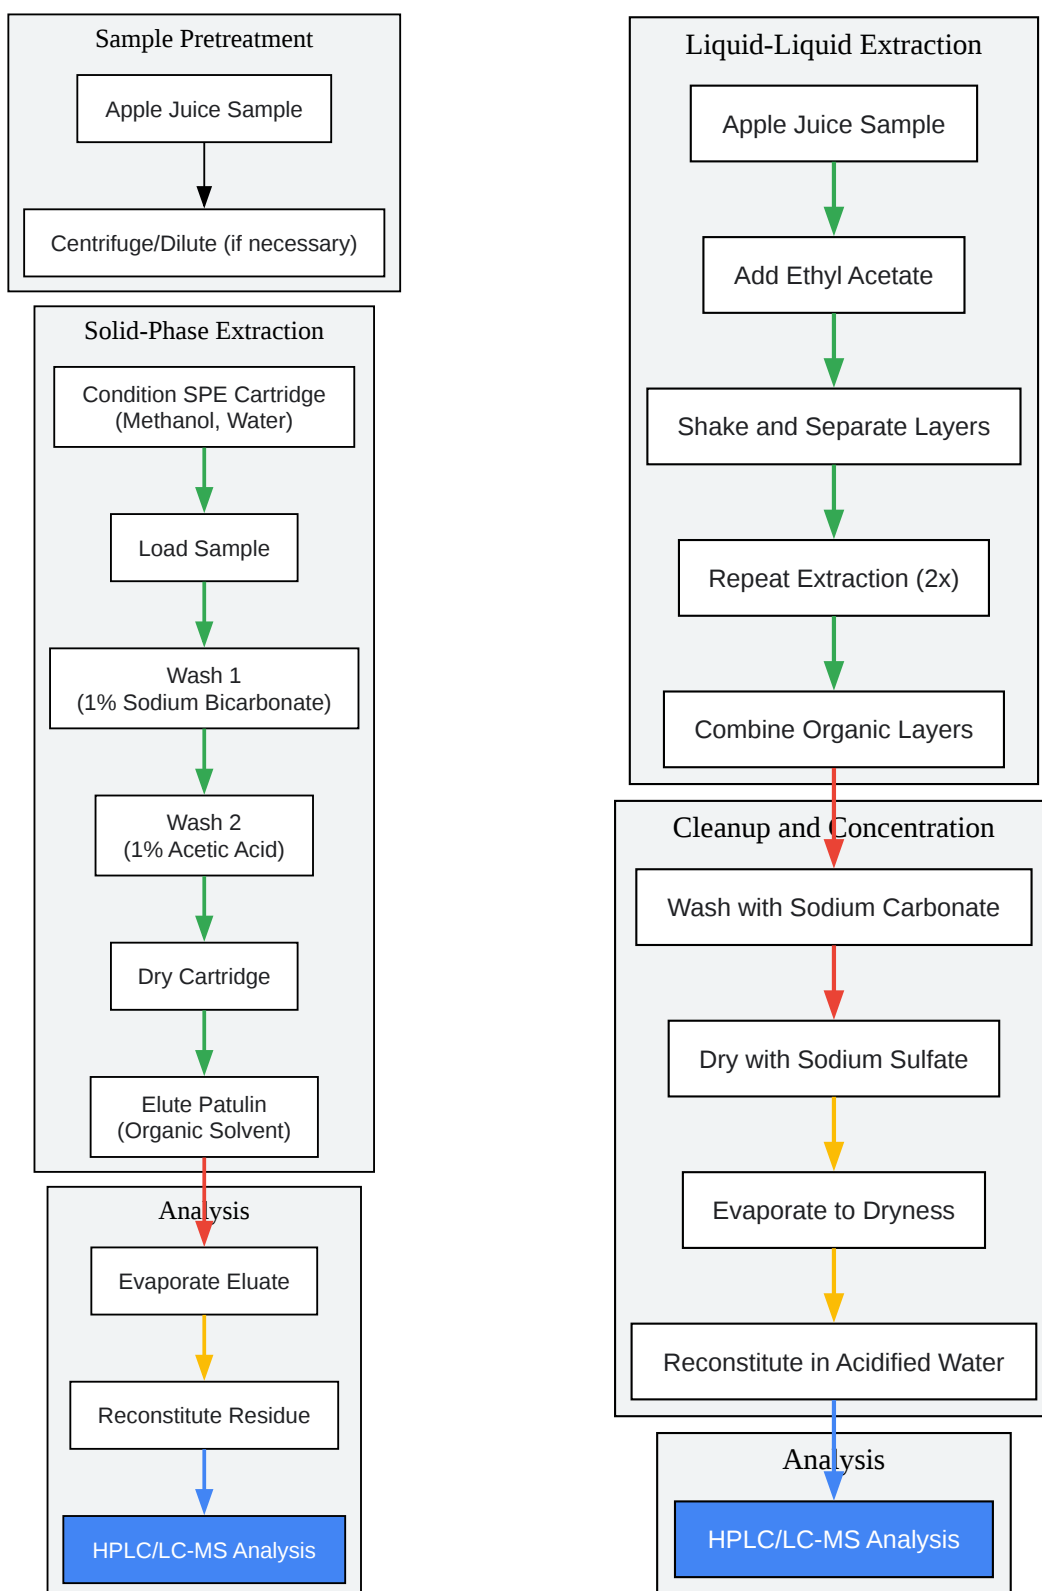 Sample Pretreatment
Apple Juice Sample
Centrifuge/Dilute (if necessary)
Solid-Phase Extraction
Condition SPE Cartridge
(Methanol, Water)
Load Sample
Wash 1
(1% Sodium Bicarbonate)
Wash 2
(1% Acetic Acid)
Dry Cartridge
Elute Patulin
(Organic Solvent)
Analysis
Evaporate Eluate
Reconstitute Residue
HPLC/LC-MS Analysis
Liquid-Liquid Extraction
Apple Juice Sample
Add Ethyl Acetate
Shake and Separate Layers
Repeat Extraction (2x)
Combine Organic Layers
Cleanup and Concentration
Wash with Sodium Carbonate
Dry with Sodium Sulfate
Evaporate to Dryness
Reconstitute in Acidified Water
Analysis
HPLC/LC-MS Analysis